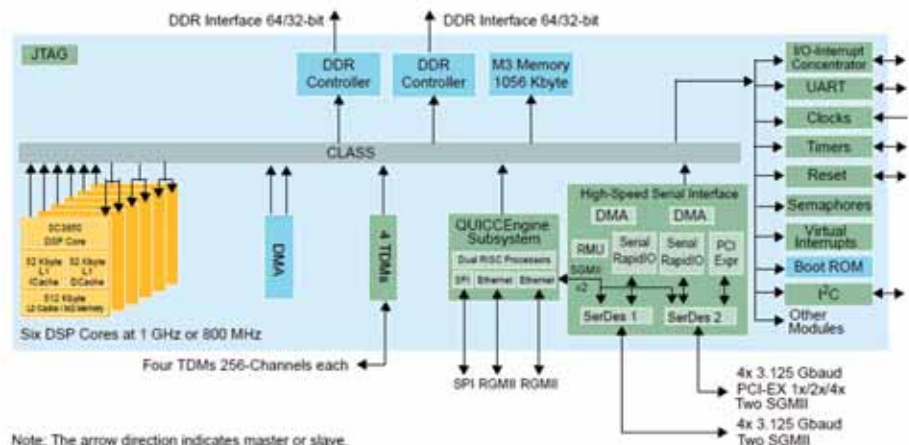 DDR Interface 64/32-bit
DDR Interface 64/32-bit
JTAG
DDR
Controller
DDR
Controller
M3 Memory
1056 Kbyte
I/O-Interrupt
Concentrator
UART
Clocks
Timers
Reset
Semaphores
Virtual
Interrupts
Boot ROM
I²C
Other
Modules
CLASS
DSP Core
32 Kbyte
L1
ICache
32 Kbyte
L1
DCache
512 Kbyte
L2 Cache / M2 Memory
Six DSP Cores at 1 GHz or 800 MHz
DMA
4 TDMs
Four TDMs 256-Channels each
QUICCEngine
Subsystem
Dual RISC Processors
SPI
Ethernet
Ethernet
SPI
RGMII
RGMII
High-Speed Serial Interface
DMA
DMA
RMU
Serial
RapidIO
Serial
RapidIO
PCI
Expr
SGMII
x2
SerDes 1
SerDes 2
4x 3.125 Gbaud
PCI-EX 1x/2x/4x
Two SGMII
4x 3.125 Gbaud
Two SGMII
Note: The arrow direction indicates master or slave.